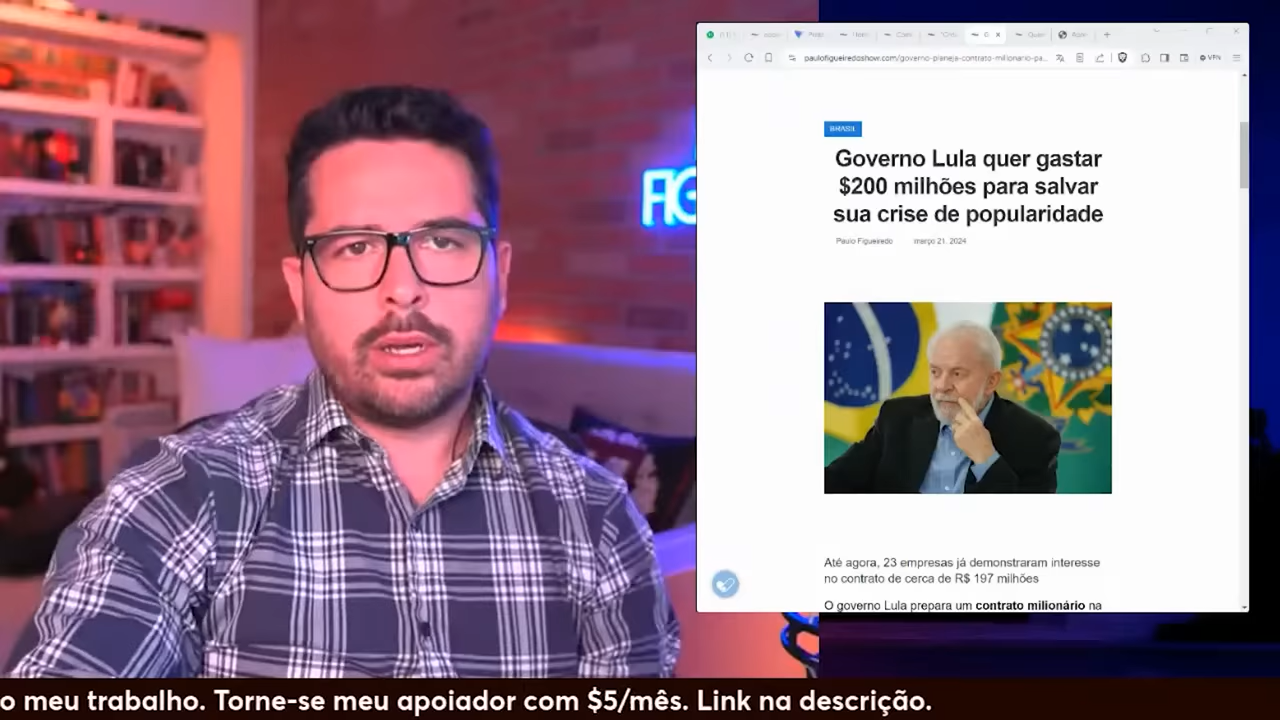 FIG
paulofigueiredoshow.com/governo-planeja-contrato-milionario-pa...
VPN
BRASIL
Governo Lula quer gastar
$200 milhões para salvar
sua crise de popularidade
Paulo Figueiredo março 21, 2024
Até agora, 23 empresas já demonstraram interesse
no contrato de cerca de R$ 197 milhões
O governo Lula prepara um contrato milionário na
o meu trabalho. Torne-se meu apoiador com $5/mês. Link na descrição.